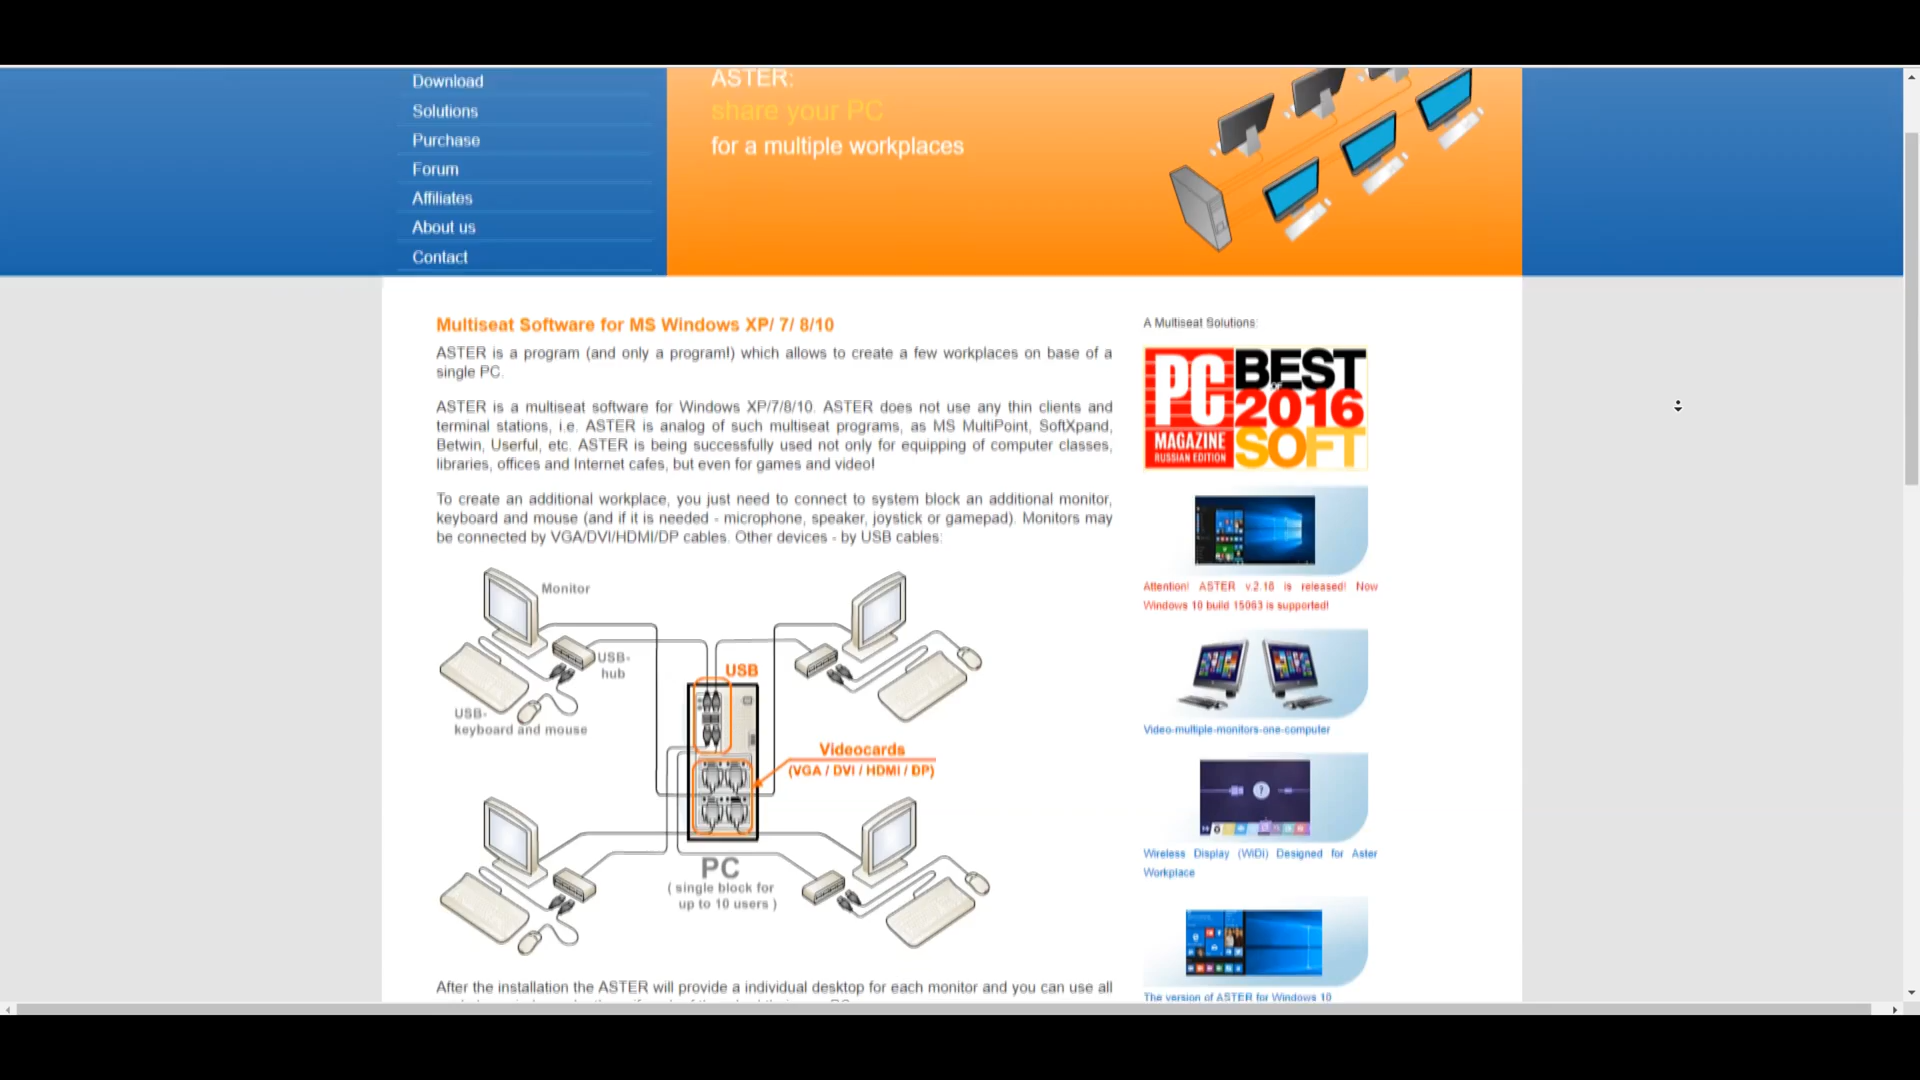 Download
Solutions
Purchase
Forum
Affiliates
About us
Contact
ASTER:
share your PC
for a multiple workplaces
Multiseat Software for MS Windows XP/ 7/ 8/10
ASTER is a program (and only a program!) which allows to create a few workplaces on base of a
single PC.
ASTER is a multiseat software for Windows XP/7/8/10. ASTER does not use any thin clients and
terminal stations, i.e. ASTER is analog of such multiseat programs, as MS MultiPoint, SoftXpand,
Betwin, Userful, etc. ASTER is being successfully used not only for equipping of computer classes,
libraries, offices and Internet cafes, but even for games and video!
To create an additional workplace, you just need to connect to system block an additional monitor,
keyboard and mouse (and if it is needed - microphone, speaker, joystick or gamepad). Monitors may
be connected by VGA/DVI/HDMI/DP cables. Other devices - by USB cables:
Monitor
USB-
hub
USB-
keyboard and mouse
USB
Videocards
(VGA / DVI / HDMI / DP)
PC
( single block for
up to 10 users )
After the installation the ASTER will provide a individual desktop for each monitor and you can use all
A Multiseat Solutions:
PC
MAGAZINE
RUSSIAN EDITION
BEST
OF
2016
SOFT
Attention! ASTER v.2.16 is released! Now
Windows 10 build 15063 is supported!
Video-multiple-monitors-one-computer
?
Wireless Display (WiDi) Designed for Aster
Workplace
The version of ASTER for Windows 10